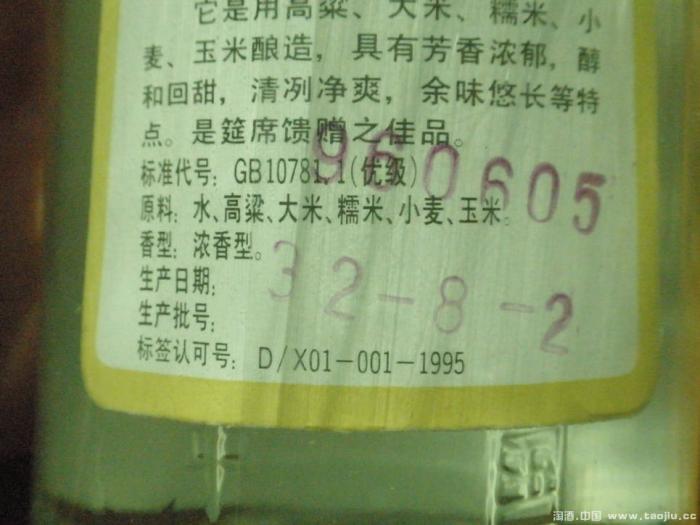 它是用高粱、大米、糯米、小
麦、玉米酿造，具有芳香浓郁，醇
和回甜，清冽净爽，余味悠长等特
点。是筵席馈赠之佳品。
960605
标准代号：GB10781.1(优级)
原料：水、高粱、大米、糯米、小麦、玉米。
香型：浓香型。
生产日期：
32-8-2
生产批号：
标签认可号：D/X01-001-1995
淘酒.中国 www.taojiu.cc